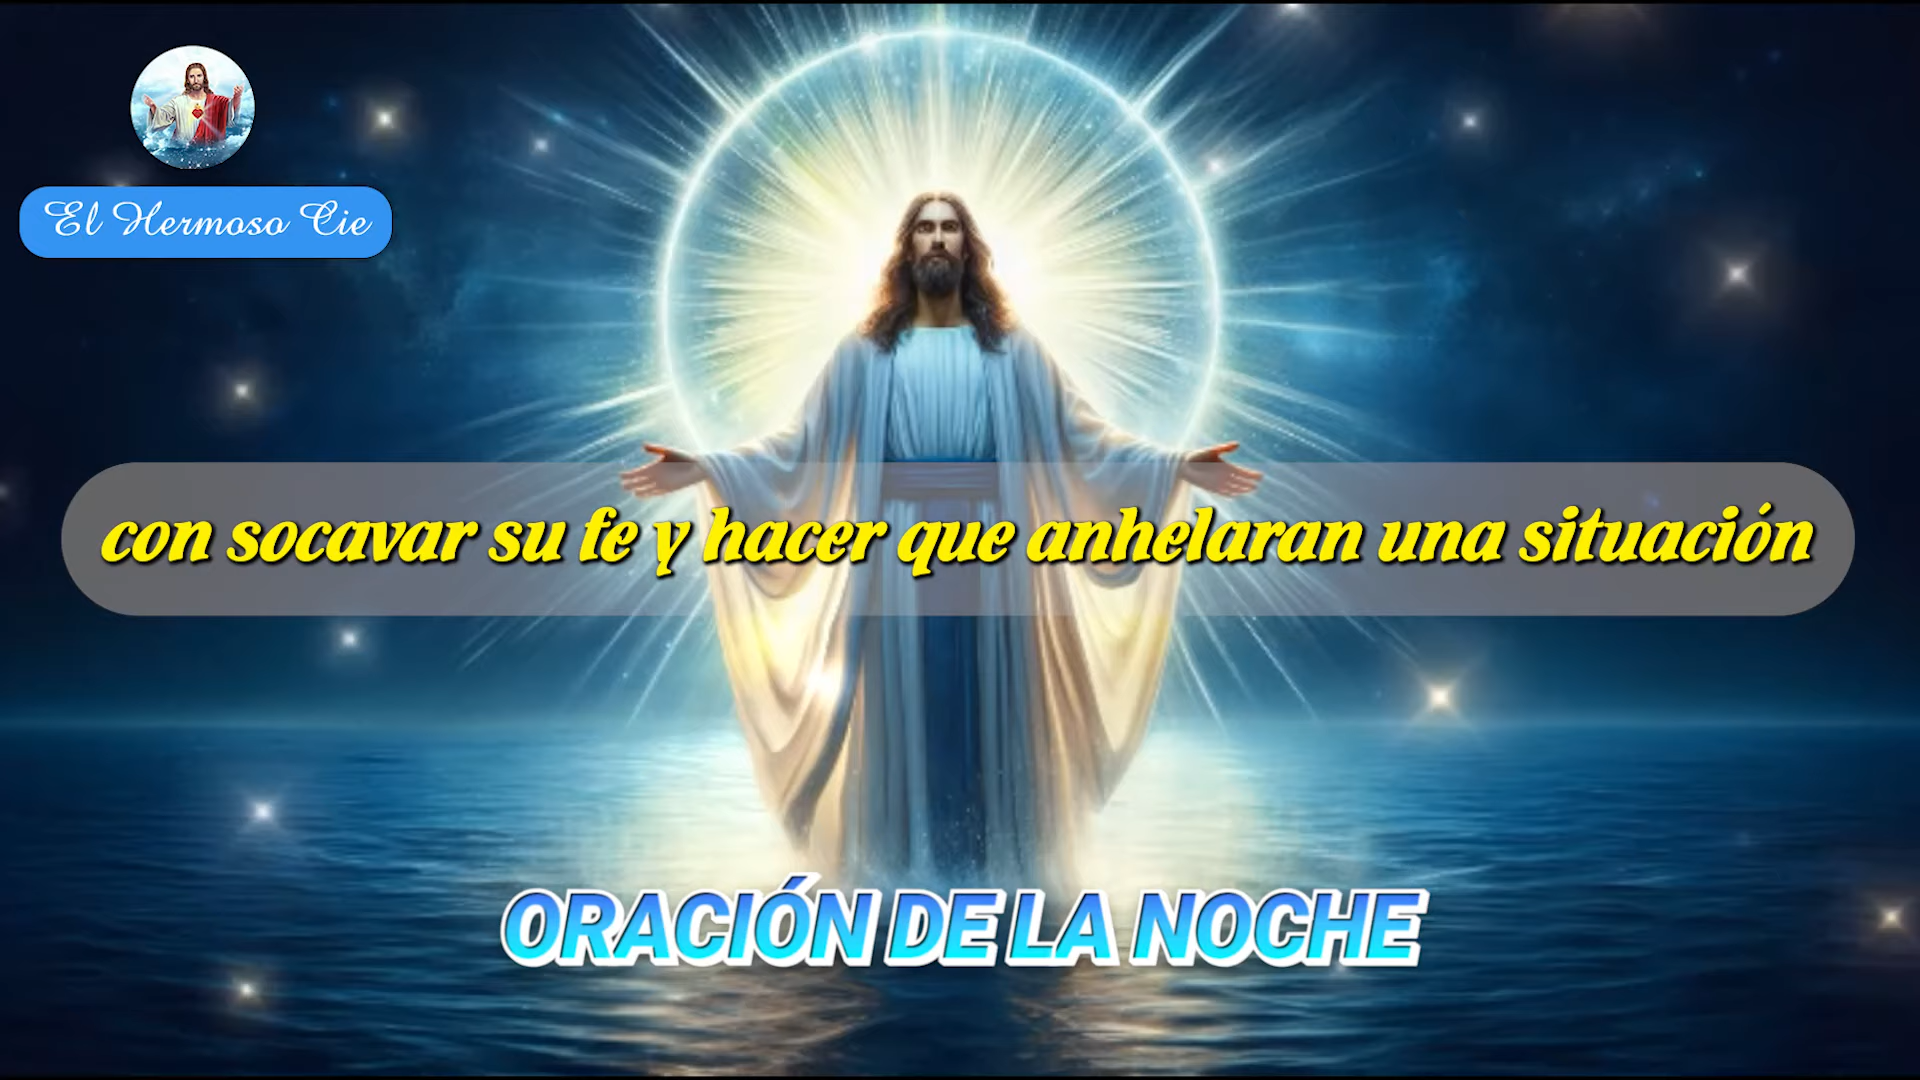 El Hermoso Cie
con socavar su fe y hacer que anhelaran una situación
ORACIÓN DE LA NOCHE